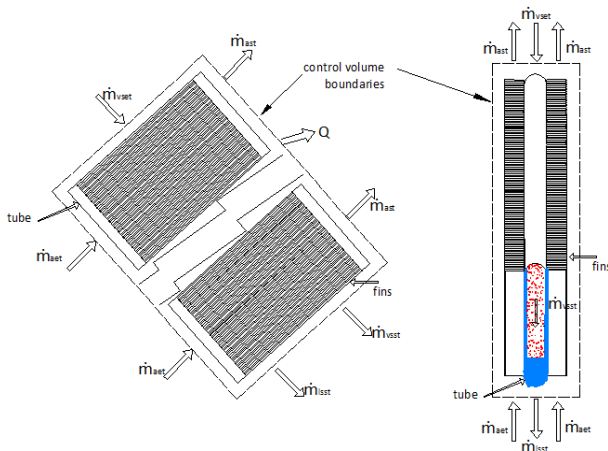 ṁast
control volume
boundaries
ṁvset
Q
tube
ṁast
ṁaet
fins
ṁvsst
ṁaet
ṁlsst
ṁvset
ṁast
ṁast
fins
ṁvsst
tube
ṁaet
ṁaet
ṁlsst